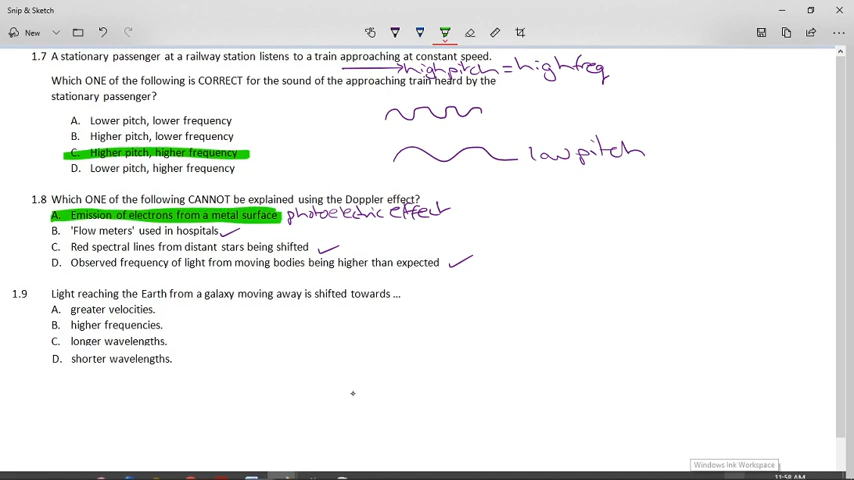 Snip & Sketch
New
1.7 A stationary passenger at a railway station listens to a train approaching at constant speed.
high pitch = high freq
Which ONE of the following is CORRECT for the sound of the approaching train heard by the
stationary passenger?
A. Lower pitch, lower frequency
B. Higher pitch, lower frequency
C. Higher pitch, higher frequency
low pitch
D. Lower pitch, higher frequency
1.8 Which ONE of the following CANNOT be explained using the Doppler effect?
A. Emission of electrons from a metal surface photoelectric effect
B. 'Flow meters' used in hospitals
C. Red spectral lines from distant stars being shifted
D. Observed frequency of light from moving bodies being higher than expected
1.9 Light reaching the Earth from a galaxy moving away is shifted towards ...
A. greater velocities.
B. higher frequencies.
C. longer wavelengths.
D. shorter wavelengths.
Windows Ink Workspace
11:58 AM